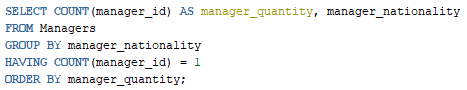 SELECT COUNT(manager_id) AS manager_quantity, manager_nationality
FROM Managers
GROUP BY manager_nationality
HAVING COUNT(manager_id) = 1
ORDER BY manager_quantity;